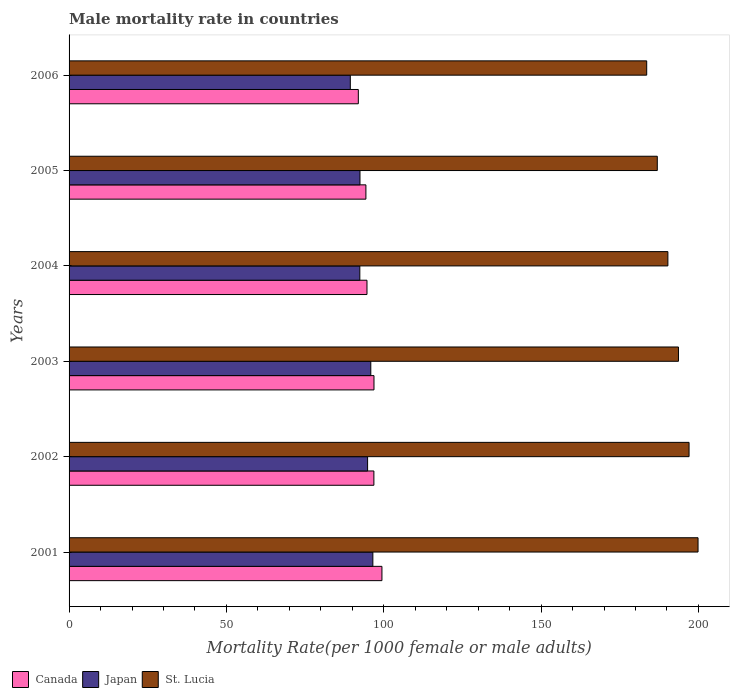 Male mortality rate in countries
Years
2006
2005
2004
2003
2002
2001
0
50
100
150
200
Mortality Rate(per 1000 female or male adults)
Canada
Japan
St. Lucia